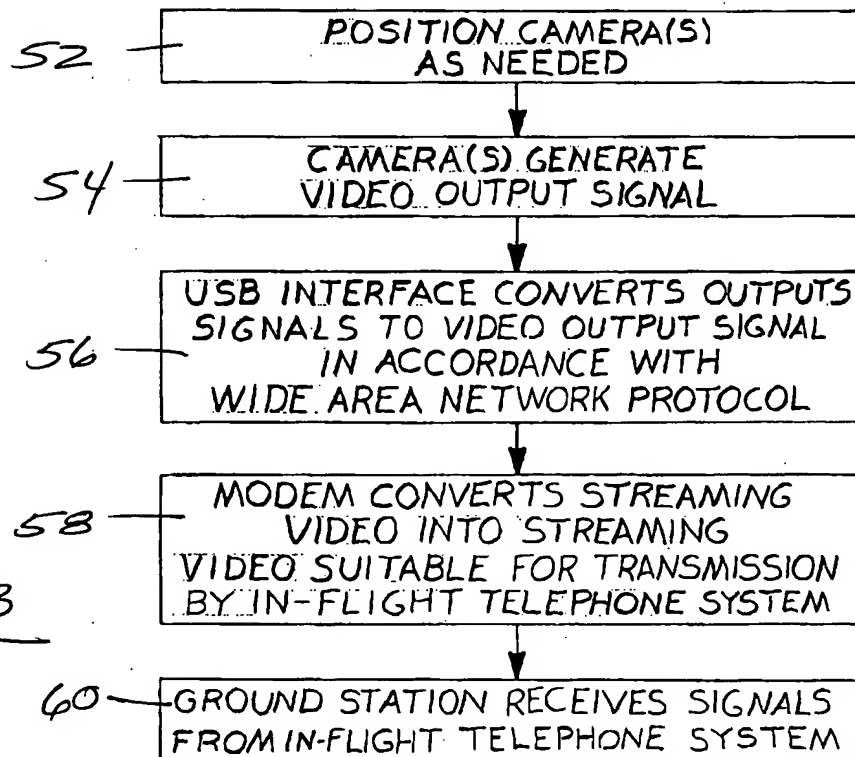 52
POSITION CAMERA(S)
AS NEEDED
54
CAMERA(S) GENERATE
VIDEO OUTPUT SIGNAL
56
USB INTERFACE CONVERTS OUTPUTS
SIGNALS TO VIDEO OUTPUT SIGNAL
IN ACCORDANCE WITH
WIDE AREA NETWORK PROTOCOL
58
MODEM CONVERTS STREAMING
VIDEO INTO STREAMING
VIDEO SUITABLE FOR TRANSMISSION
BY IN-FLIGHT TELEPHONE SYSTEM
3
60
GROUND STATION RECEIVES SIGNALS
FROM IN-FLIGHT TELEPHONE SYSTEM